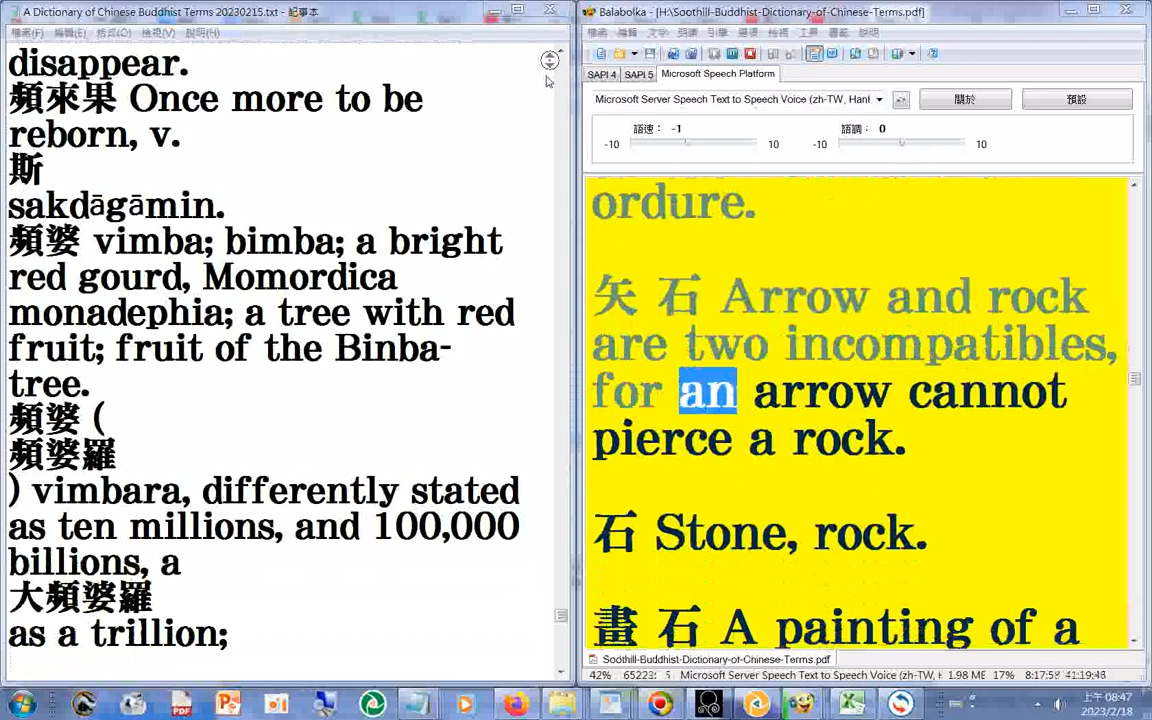 A Dictionary of Chinese Buddhist Terms 20230215.txt - 記事本
檔案(F) 編輯(E) 格式(O) 檢視(V) 說明(H)
disappear.
頻來果 Once more to be
reborn, v.
斯
sakdāgāmin.
頻婆 vimba; bimba; a bright
red gourd, Momordica
monadephia; a tree with red
fruit; fruit of the Binba-
tree.
頻婆 (
頻婆羅
) vimbara, differently stated
as ten millions, and 100,000
billions, a
大頻婆羅
as a trillion;
Balabolka - [H:\Soothill-Buddhist-Dictionary-of-Chinese-Terms.pdf]
SAPI 4 SAPI 5 Microsoft Speech Platform
Microsoft Server Speech Text to Speech Voice (zh-TW, Hanl 關於 預設
語速： -1 語調： 0
-10 10 -10 10
ordure.
矢 石 Arrow and rock
are two incompatibles,
for an arrow cannot
pierce a rock.
石 Stone, rock.
畫 石 A painting of a
Soothill-Buddhist-Dictionary-of-Chinese-Terms.pdf
42% Microsoft Server Speech Text to Speech Voice (zh-TW, Han 1.98 ME 17%
上午 08:47
2023/2/18